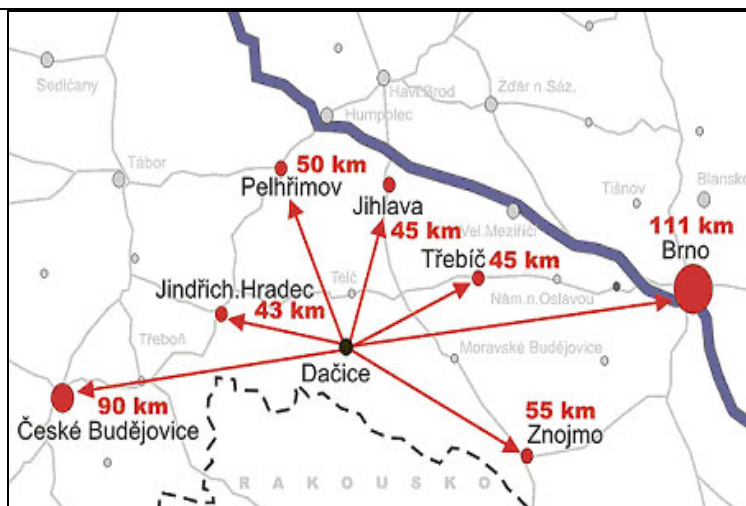 Sedlčany
Havl.Brod
Žďár n. Sáz.
Humpolec
Tábor
50 km
Pelhřimov
Jihlava
45 km
Tišnov
Blansko
111 km
Brno
Vel.Meziříčí
Třebíč 45 km
Telč
Jindřich.Hradec
43 km
Nám.n.Oslavou
Třeboň
Dačice
Moravské Budějovice
90 km
České Budějovice
55 km
Znojmo
RAKOUSKO